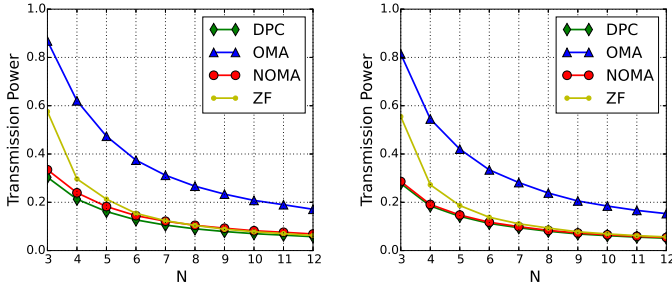 1.0
0.8
0.6
0.4
0.2
0.0
Transmission Power
3 4 5 6 7 8 9 10 11 12
N
DPC
OMA
NOMA
ZF
1.0
0.8
0.6
0.4
0.2
0.0
Transmission Power
3 4 5 6 7 8 9 10 11 12
N
DPC
OMA
NOMA
ZF